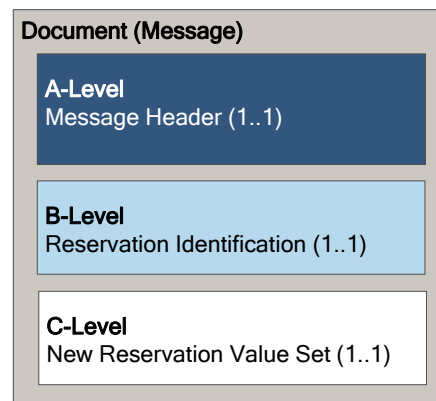 Document (Message)
A-Level
Message Header (1..1)
B-Level
Reservation Identification (1..1)
C-Level
New Reservation Value Set (1..1)